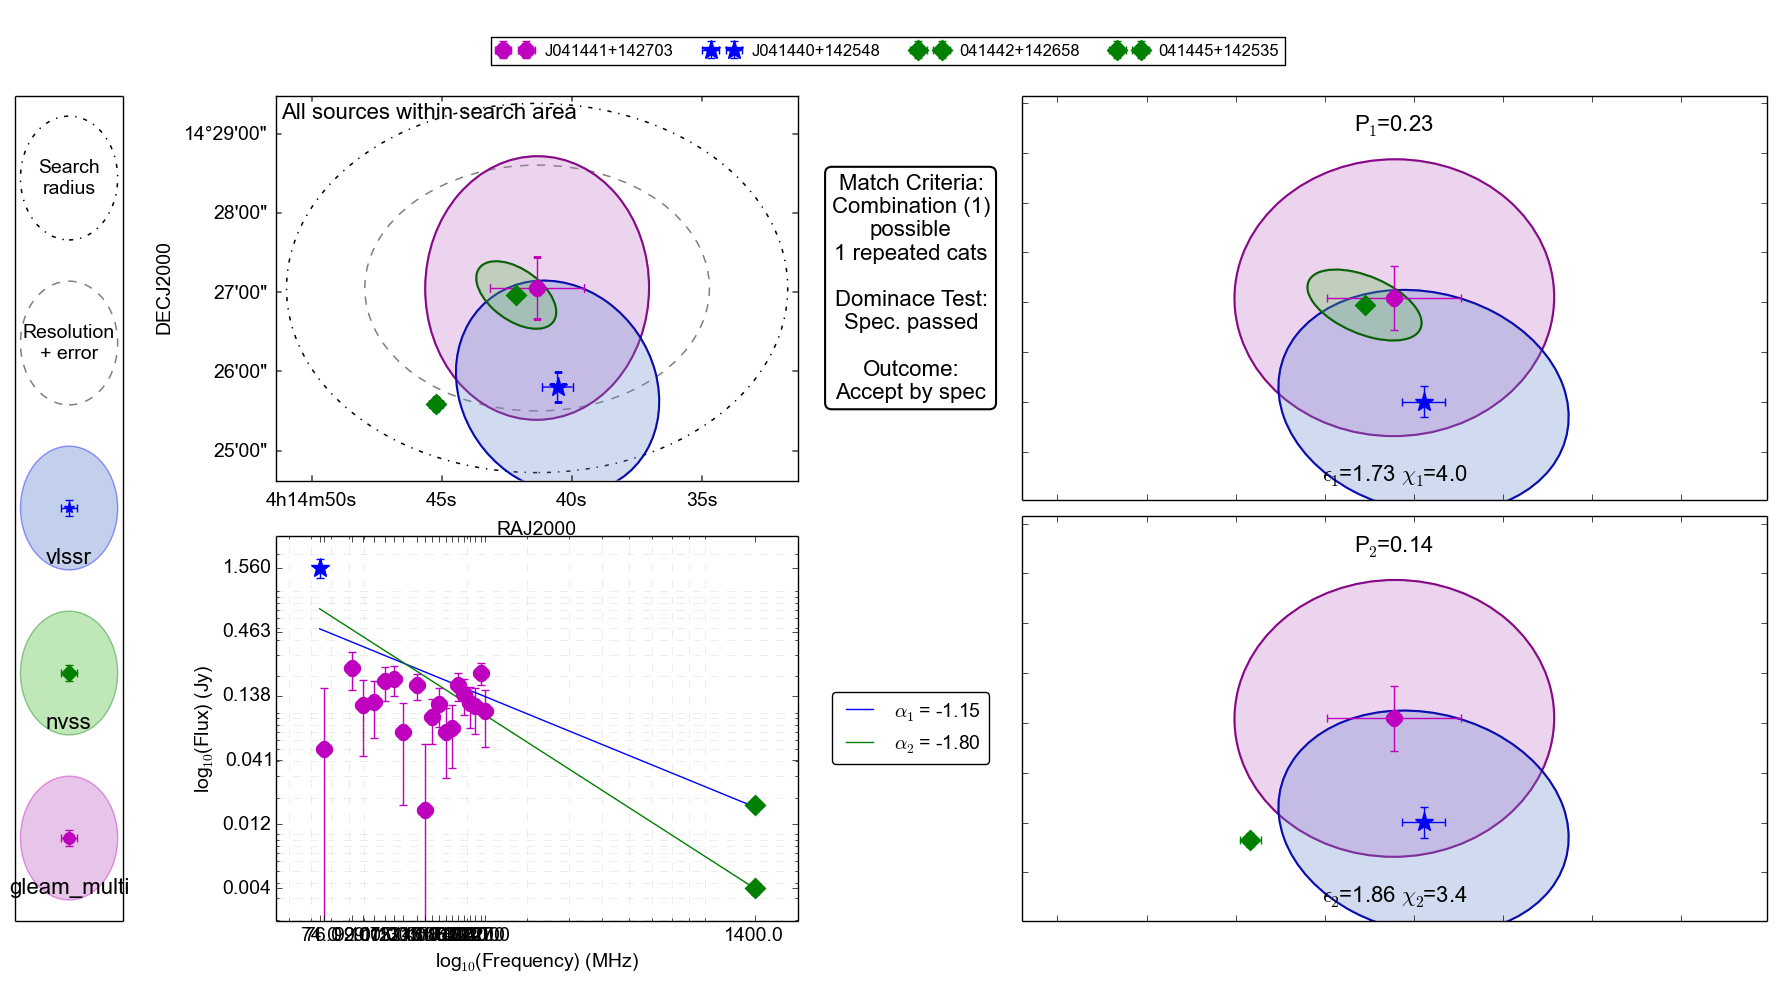 J041441+142703 J041440+142548 041442+142658 041445+142535
Search
radius
Resolution
+ error
vlssr
nvss
gleam_multi
All sources within search area
14°29'00"
28'00"
27'00"
26'00"
25'00"
DECJ2000
4h14m50s 45s 40s 35s
RAJ2000
Match Criteria:
Combination (1)
possible
1 repeated cats
Dominace Test:
Spec. passed
Outcome:
Accept by spec
P1=0.23
ϵ1=1.73 χ1=4.0
P2=0.14
ϵ2=1.86 χ2=3.4
1.560
0.463
0.138
0.041
0.012
0.004
log10(Flux) (Jy)
1400.0
log10(Frequency) (MHz)
α1 = -1.15
α2 = -1.80